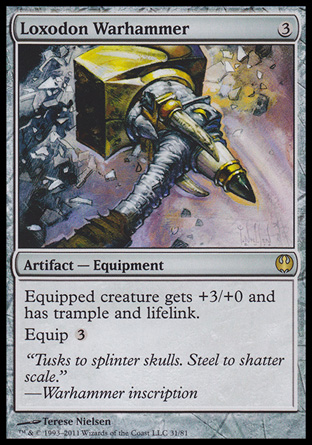 Loxodon Warhammer 3
Artifact — Equipment
Equipped creature gets +3/+0 and
has trample and lifelink.
Equip 3
“Tusks to splinter skulls. Steel to shatter
scale.”
—Warhammer inscription
Terese Nielsen
™ & © 1993–2011 Wizards of the Coast LLC 31/81